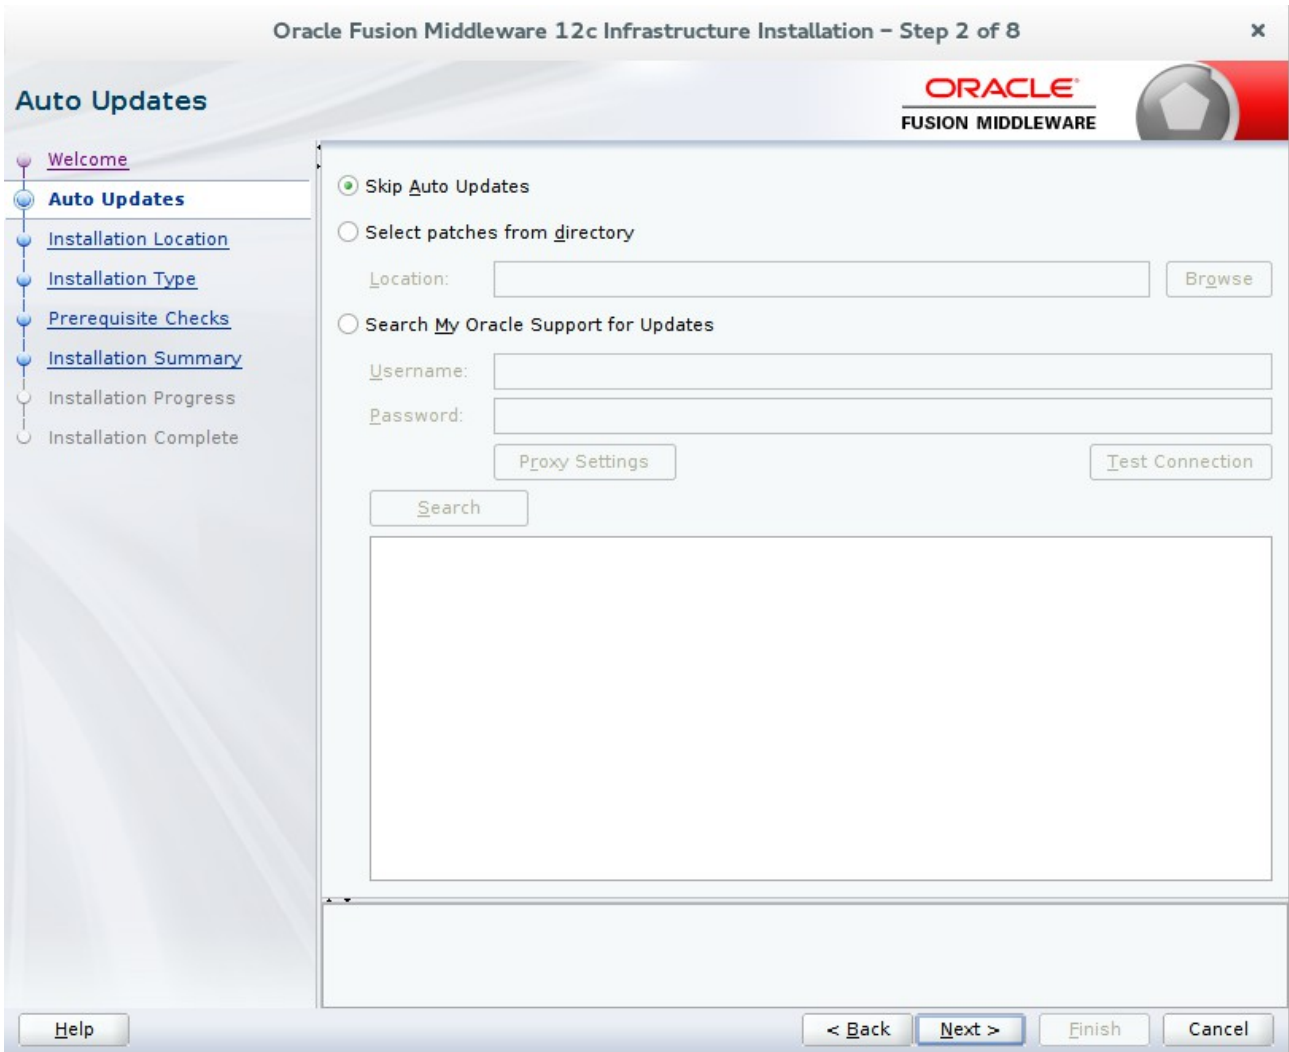 Oracle Fusion Middleware 12c Infrastructure Installation – Step 2 of 8
Auto Updates
ORACLE
FUSION MIDDLEWARE
Welcome
Auto Updates
Installation Location
Installation Type
Prerequisite Checks
Installation Summary
Installation Progress
Installation Complete
Skip Auto Updates
Select patches from directory
Location:
Browse
Search My Oracle Support for Updates
Username:
Password:
Proxy Settings
Test Connection
Search
Help
< Back
Next >
Finish
Cancel